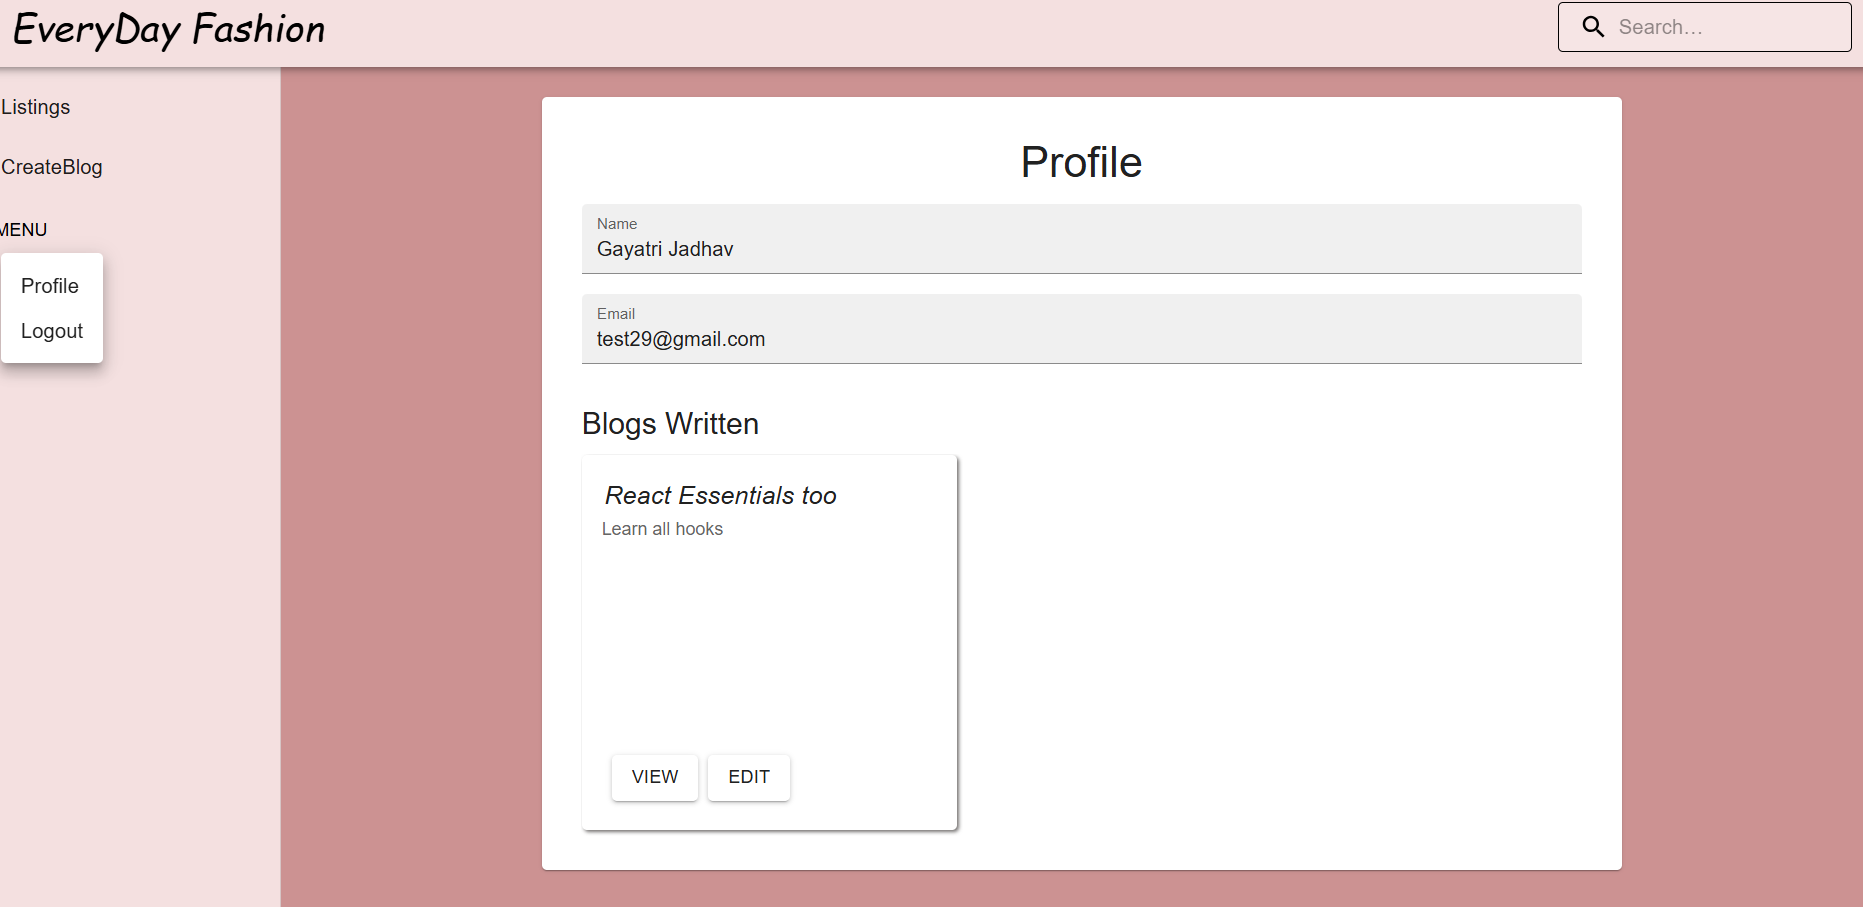 EveryDay Fashion
Search...
Listings
CreateBlog
MENU
Profile
Logout
Profile
Name
Gayatri Jadhav
Email
test29@gmail.com
Blogs Written
React Essentials too
Learn all hooks
VIEW EDIT